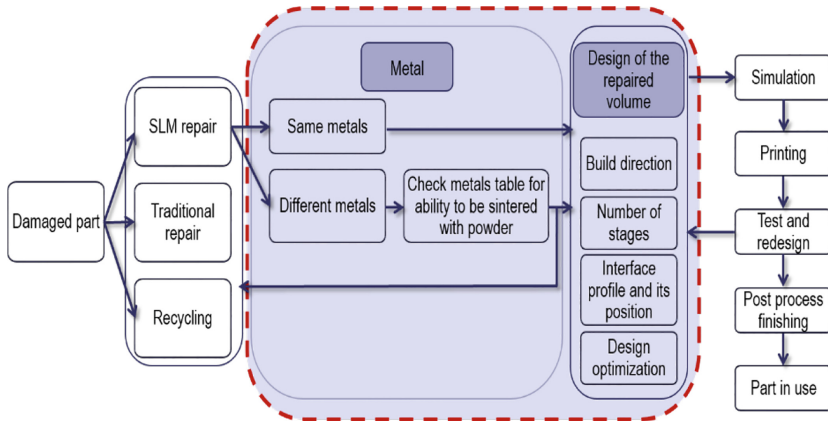 Damaged part
SLM repair
Traditional
repair
Recycling
Metal
Same metals
Different metals
Check metals table for
ability to be sintered
with powder
Design of the
repaired
volume
Build direction
Number of
stages
Interface
profile and its
position
Design
optimization
Simulation
Printing
Test and
redesign
Post process
finishing
Part in use